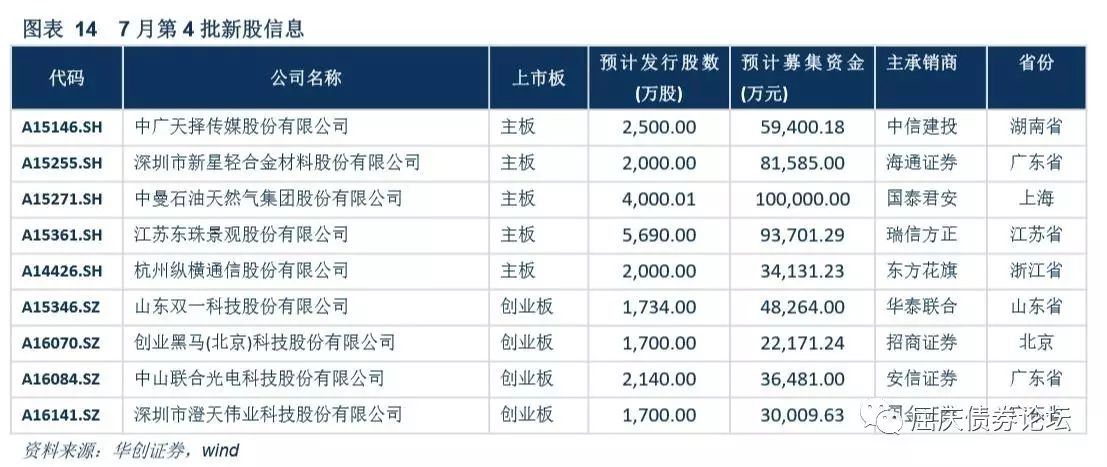 图表 14 7 月第 4 批新股信息
代码 公司名称 上市板 预计发行股数(万股) 预计募集资金(万元) 主承销商 省份
A15146.SH 中广天择传媒股份有限公司 主板 2,500.00 59,400.18 中信建投 湖南省
A15255.SH 深圳市新星轻合金材料股份有限公司 主板 2,000.00 81,585.00 海通证券 广东省
A15271.SH 中曼石油天然气集团股份有限公司 主板 4,000.01 100,000.00 国泰君安 上海
A15361.SH 江苏东珠景观股份有限公司 主板 5,690.00 93,701.29 瑞信方正 江苏省
A14426.SH 杭州纵横通信股份有限公司 主板 2,000.00 34,131.23 东方花旗 浙江省
A15346.SZ 山东双一科技股份有限公司 创业板 1,734.00 48,264.00 华泰联合 山东省
A16070.SZ 创业黑马(北京)科技股份有限公司 创业板 1,700.00 22,171.24 招商证券 北京
A16084.SZ 中山联合光电科技股份有限公司 创业板 2,140.00 36,481.00 安信证券 广东省
A16141.SZ 深圳市澄天伟业科技股份有限公司 创业板 1,700.00 30,009.63
屈庆债券论坛
资料来源：华创证券，wind